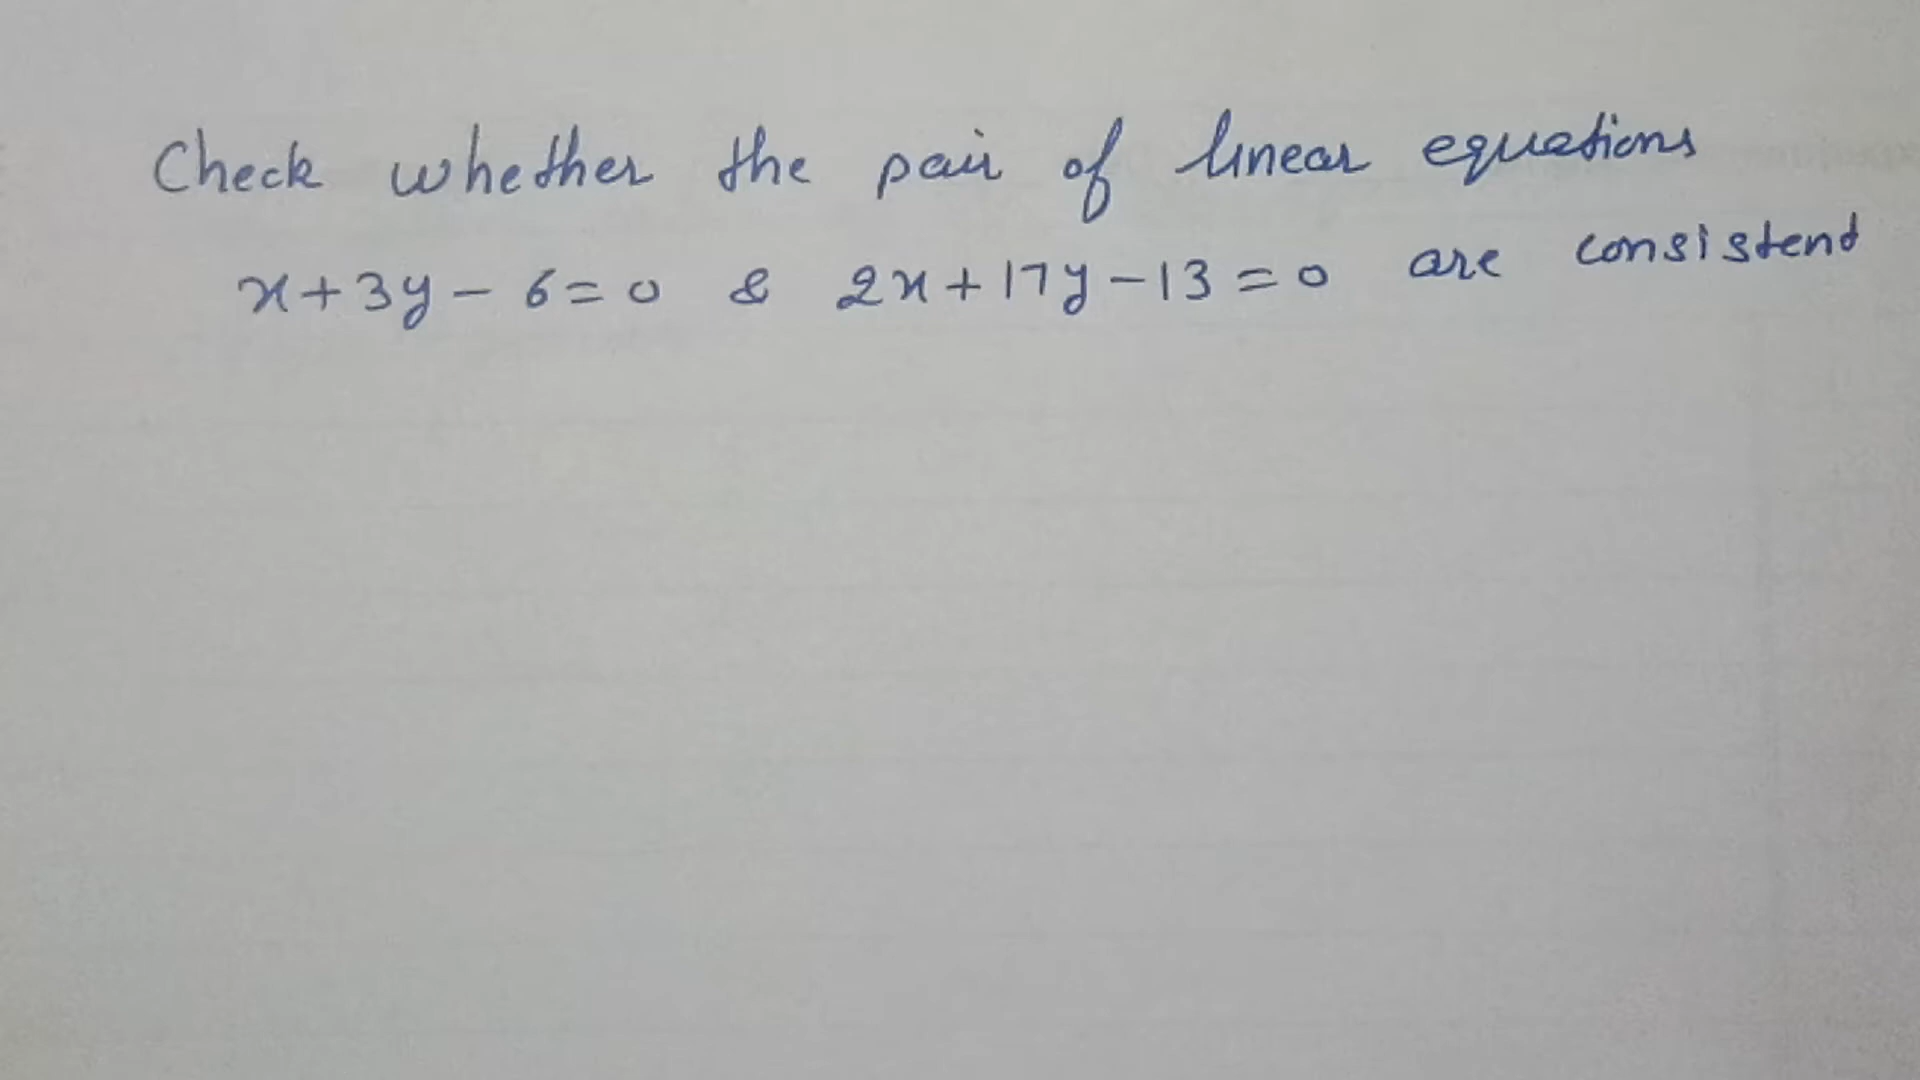 Check whether the pair of linear equations
x+3y-6=0 & 2x+17y-13=0 are consistend